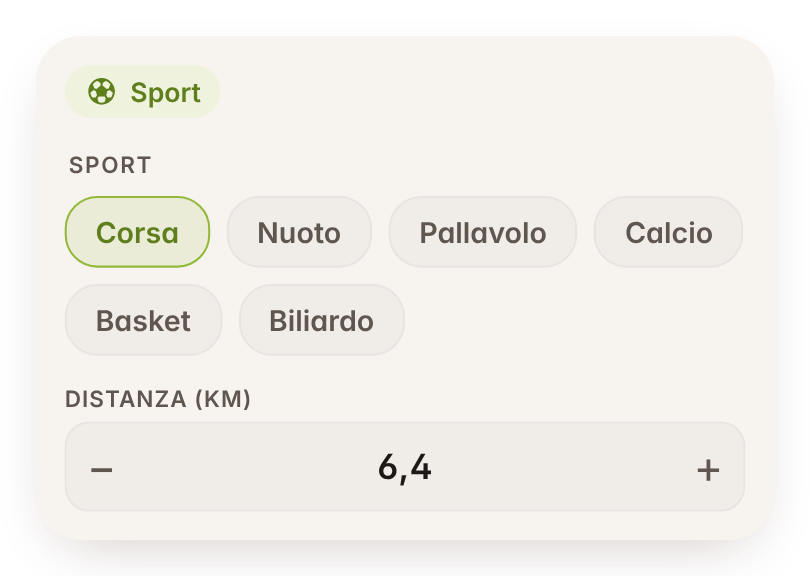 Sport
SPORT
Corsa Nuoto Pallavolo Calcio
Basket Biliardo
DISTANZA (KM)
− 6,4 +